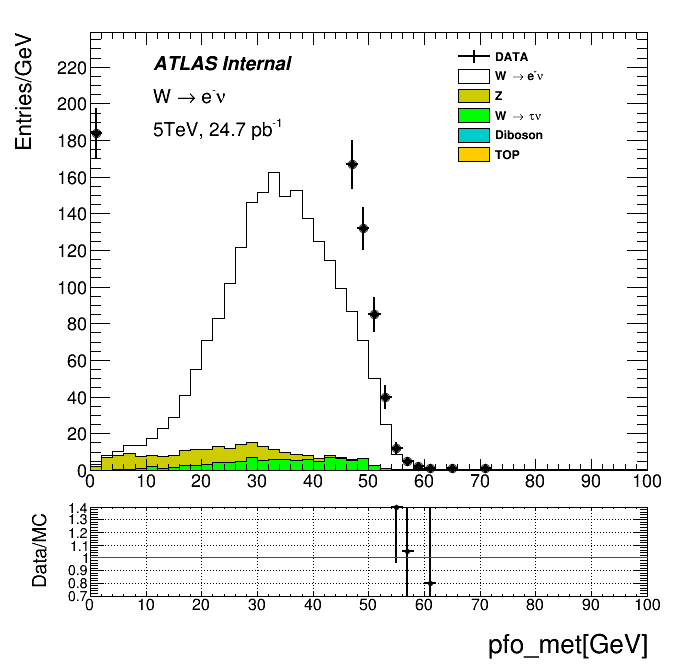 Entries/GeV
220
200
180
160
140
120
100
80
60
40
20
0
ATLAS Internal
W → e⁻ν
5TeV, 24.7 pb⁻¹
DATA
W → e⁻ν
Z
W → τν
Diboson
TOP
0 10 20 30 40 50 60 70 80 90 100
Data/MC
1.4
1.3
1.2
1.1
1
0.9
0.8
0.7
0 10 20 30 40 50 60 70 80 90 100
pfo_met[GeV]